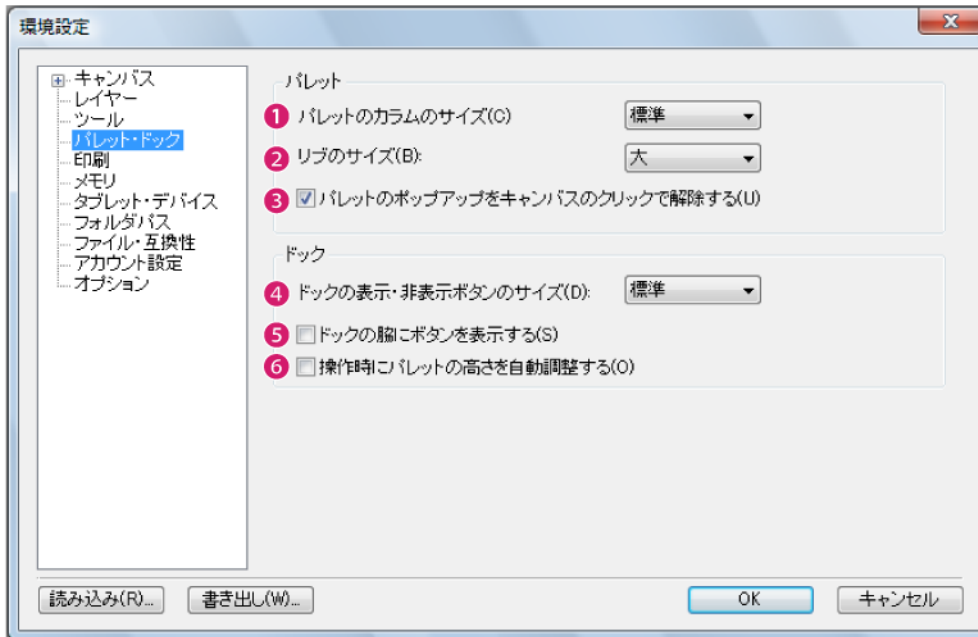 環境設定
キャンバス
レイヤー
ツール
パレット・ドック
印刷
メモリ
タブレット・デバイス
フォルダパス
ファイル・互換性
アカウント設定
オプション
パレット
1 パレットのカラムのサイズ(C) 標準
2 リブのサイズ(B): 大
3 パレットのポップアップをキャンバスのクリックで解除する(U)
ドック
4 ドックの表示・非表示ボタンのサイズ(D): 標準
5 ドックの脇にボタンを表示する(S)
6 操作時にパレットの高さを自動調整する(O)
読み込み(R)... 書き出し(W)... OK キャンセル